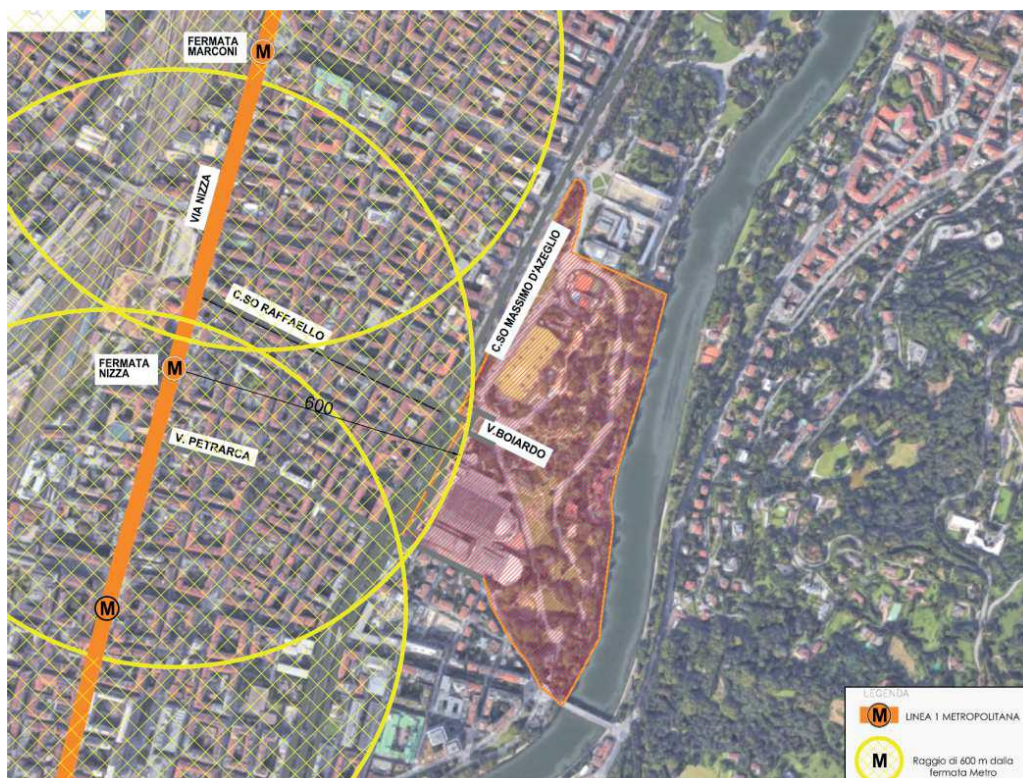 FERMATA
MARCONI
M
VIA NIZZA
C.SO MASSIMO D'AZEGLIO
C.SO RAFFAELLO
FERMATA
NIZZA
M
600
V. PETRARCA
V.BOIARDO
M
LEGENDA
M
LINEA 1 METROPOLITANA
M
Raggio di 600 m dalla
fermata Metro